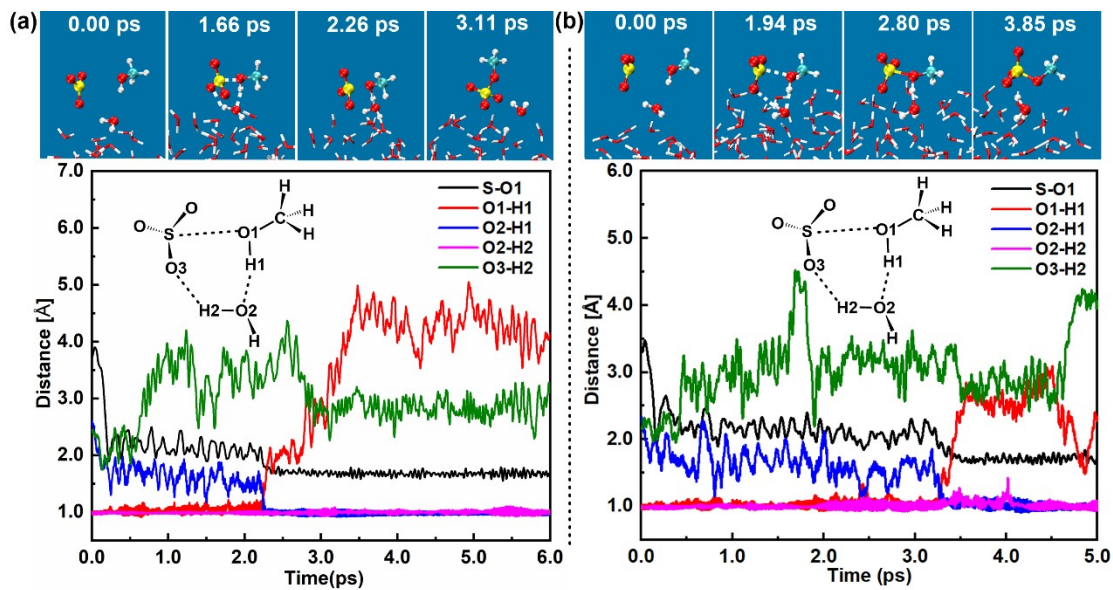 (a)
0.00 ps
1.66 ps
2.26 ps
3.11 ps
7.0
6.0
5.0
4.0
3.0
2.0
1.0
Distance [Å]
0.0
1.0
2.0
3.0
4.0
5.0
6.0
Time(ps)
S-O1
O1-H1
O2-H1
O2-H2
O3-H2
H
O
O
S
O1
C
H
H
O3
H1
H2
O2
H
(b)
0.00 ps
1.94 ps
2.80 ps
3.85 ps
6.0
5.0
4.0
3.0
2.0
1.0
Distance [Å]
0.0
1.0
2.0
3.0
4.0
5.0
Time (ps)
S-O1
O1-H1
O2-H1
O2-H2
O3-H2
H
O
O
S
O1
C
H
H
O3
H1
H2
O2
H